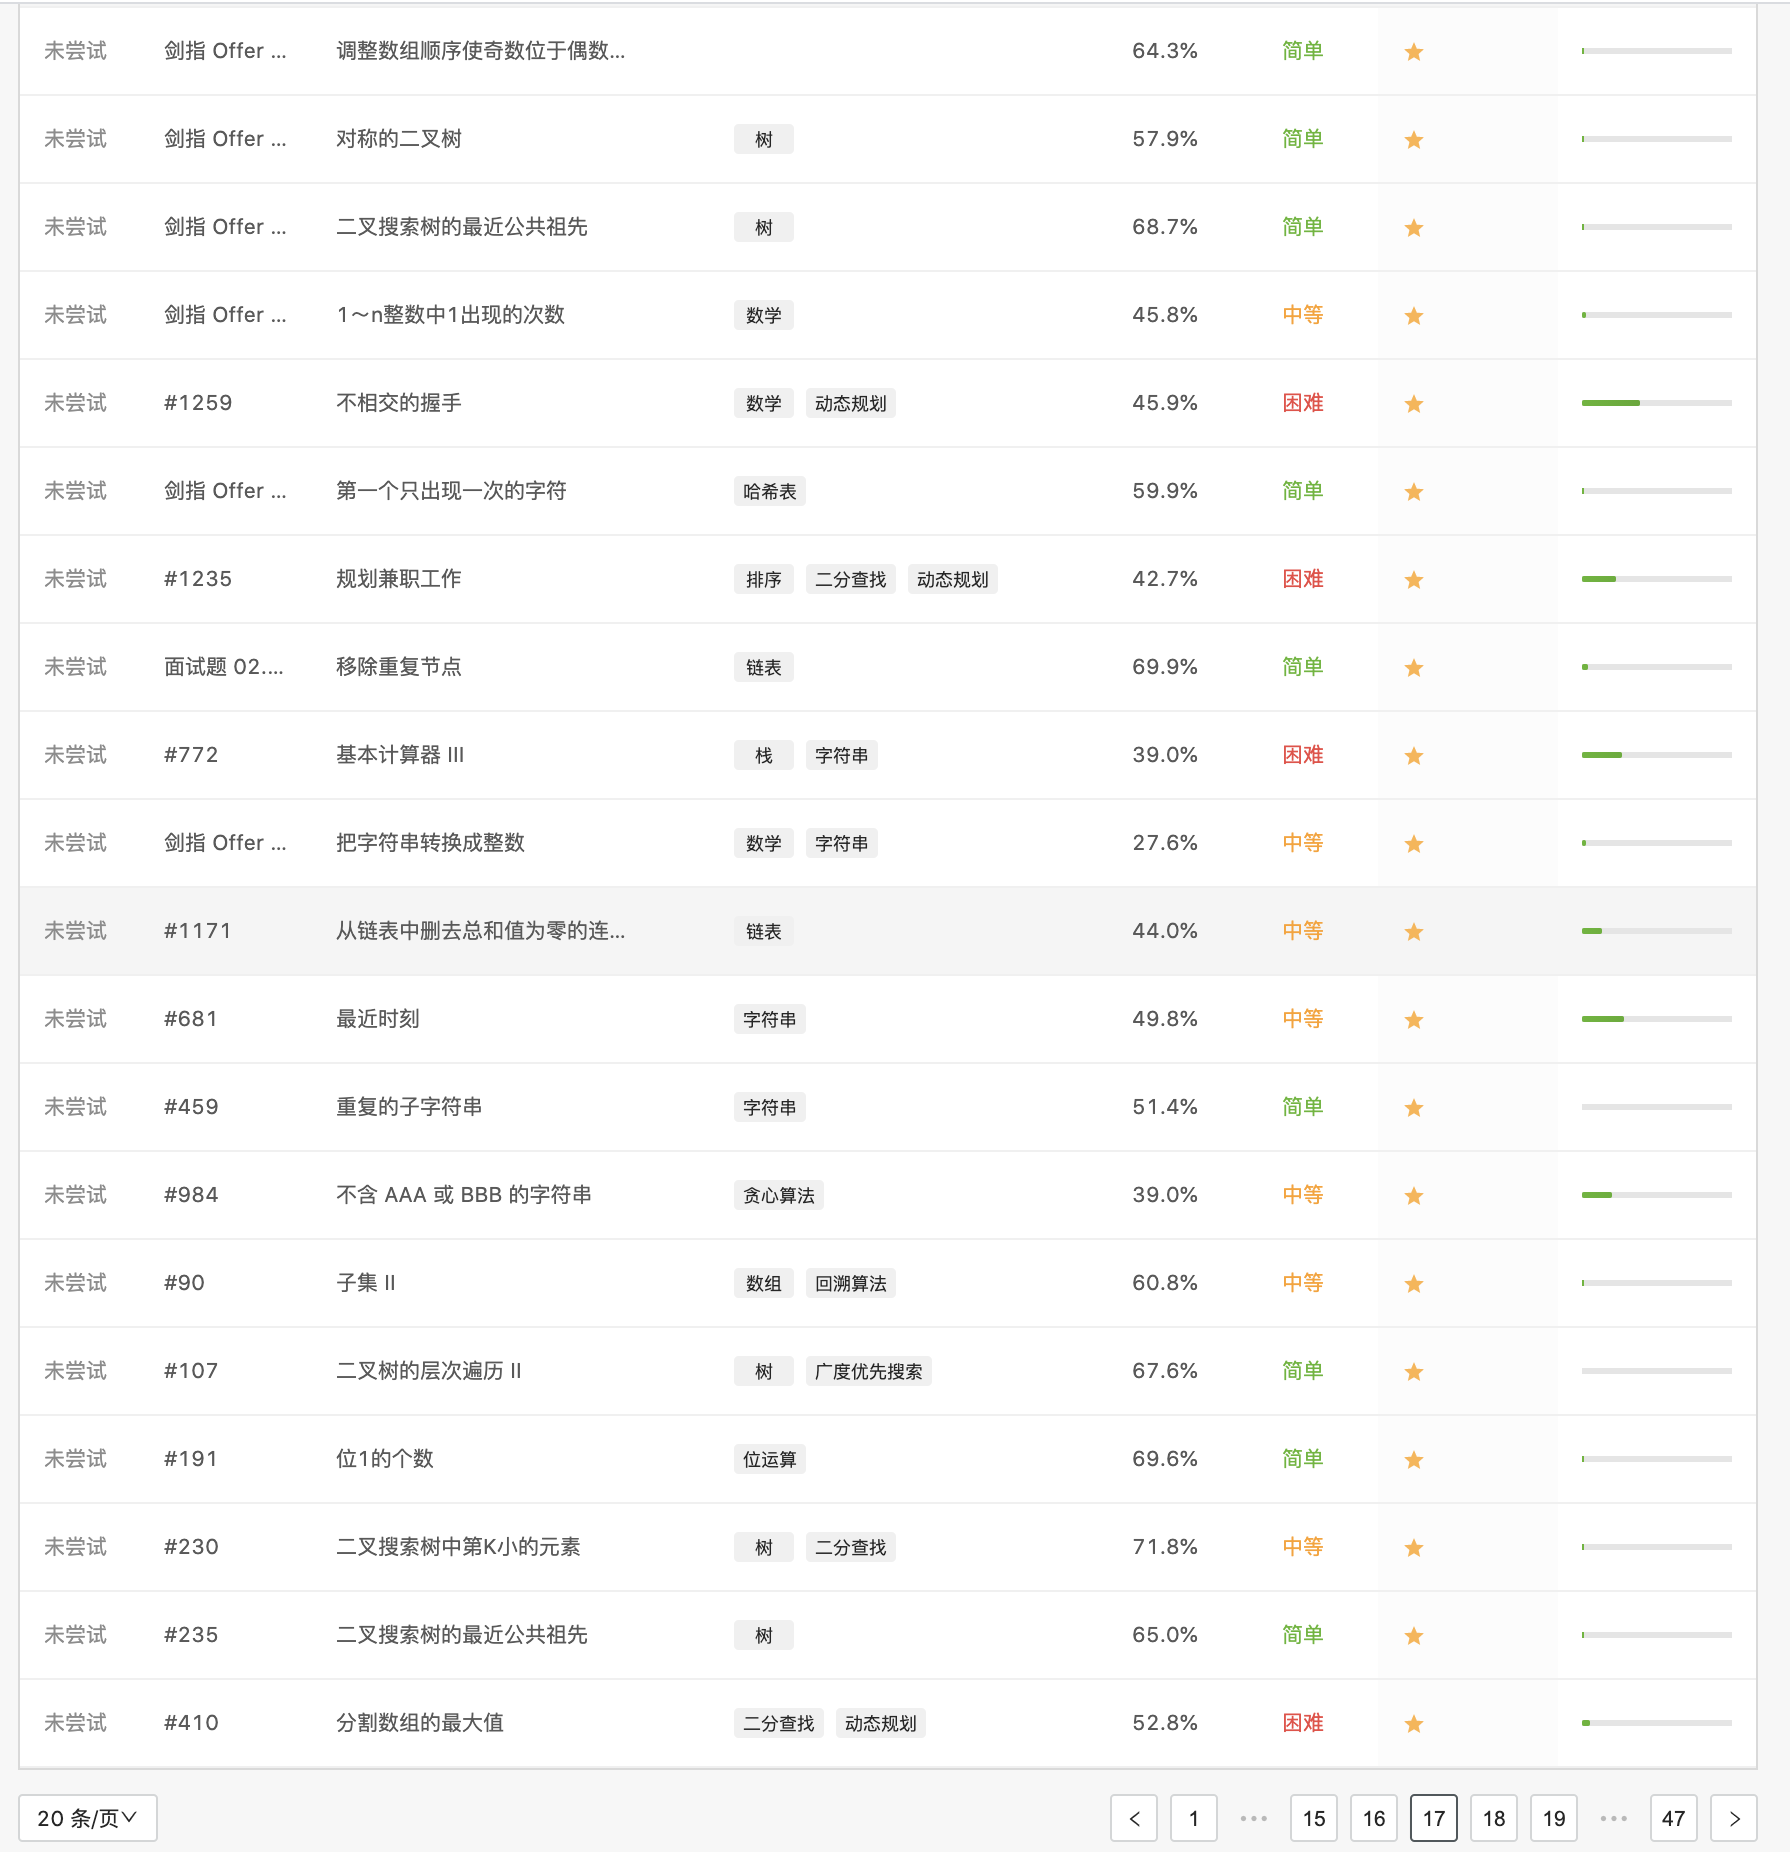 未尝试 剑指 Offer ... 调整数组顺序使奇数位于偶数... 64.3% 简单
未尝试 剑指 Offer ... 对称的二叉树 树 57.9% 简单
未尝试 剑指 Offer ... 二叉搜索树的最近公共祖先 树 68.7% 简单
未尝试 剑指 Offer ... 1～n整数中1出现的次数 数学 45.8% 中等
未尝试 #1259 不相交的握手 数学 动态规划 45.9% 困难
未尝试 剑指 Offer ... 第一个只出现一次的字符 哈希表 59.9% 简单
未尝试 #1235 规划兼职工作 排序 二分查找 动态规划 42.7% 困难
未尝试 面试题 02.... 移除重复节点 链表 69.9% 简单
未尝试 #772 基本计算器 III 栈 字符串 39.0% 困难
未尝试 剑指 Offer ... 把字符串转换成整数 数学 字符串 27.6% 中等
未尝试 #1171 从链表中删去总和值为零的连... 链表 44.0% 中等
未尝试 #681 最近时刻 字符串 49.8% 中等
未尝试 #459 重复的子字符串 字符串 51.4% 简单
未尝试 #984 不含 AAA 或 BBB 的字符串 贪心算法 39.0% 中等
未尝试 #90 子集 II 数组 回溯算法 60.8% 中等
未尝试 #107 二叉树的层次遍历 II 树 广度优先搜索 67.6% 简单
未尝试 #191 位1的个数 位运算 69.6% 简单
未尝试 #230 二叉搜索树中第K小的元素 树 二分查找 71.8% 中等
未尝试 #235 二叉搜索树的最近公共祖先 树 65.0% 简单
未尝试 #410 分割数组的最大值 二分查找 动态规划 52.8% 困难
20 条/页 < 1 ••• 15 16 17 18 19 ••• 47 >